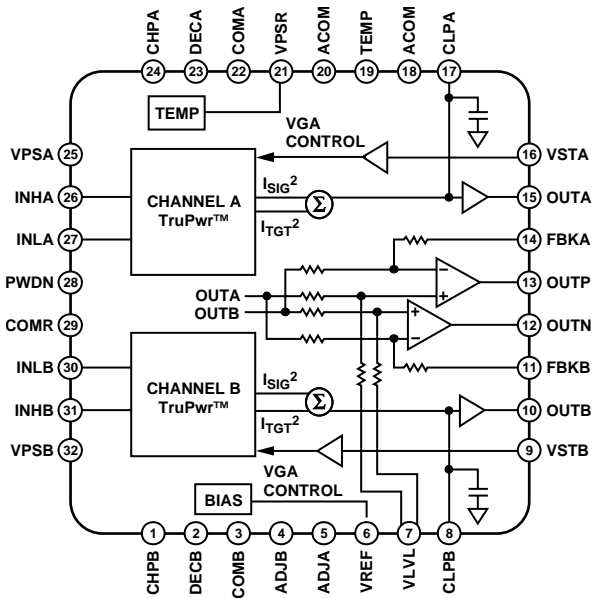 CHPA DECA COMA VPSR ACOM TEMP ACOM CLPA
24 23 22 21 20 19 18 17
TEMP
VGA
CONTROL
VPSA 25
16 VSTA
INHA 26
CHANNEL A
TruPwr™
ISIG2
Σ
15 OUTA
ITGT2
INLA 27
14 FBKA
PWDN 28
− 13 OUTP
OUTA
+
OUTB
+
COMR 29
12 OUTN
−
INLB 30
11 FBKB
CHANNEL B
TruPwr™
ISIG2
Σ
INHB 31
10 OUTB
ITGT2
VPSB 32
9 VSTB
VGA
CONTROL
BIAS
1 2 3 4 5 6 7 8
CHPB DECB COMB ADJB ADJA VREF VLVL CLPB